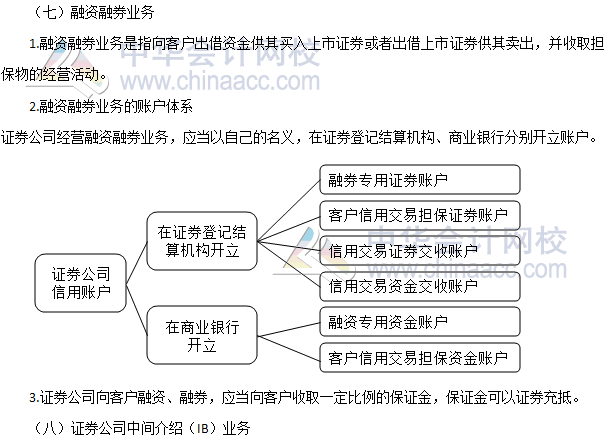 （七）融资融券业务
1.融资融券业务是指向客户出借资金供其买入上市证券或者出借上市证券供其卖出，并收取担
保物的经营活动。
中华会计网校
www.chinaacc.com
2.融资融券业务的账户体系
证券公司经营融资融券业务，应当以自己的名义，在证券登记结算机构、商业银行分别开立账户。
证券公司
信用账户
在证券登记结
算机构开立
融券专用证券账户
客户信用交易担保证券账户
信用交易证券交收账户
信用交易资金交收账户
中华会计网校
www.chinaacc.com
在商业银行
开立
融资专用资金账户
客户信用交易担保资金账户
3.证券公司向客户融资、融券，应当向客户收取一定比例的保证金，保证金可以证券充抵。
（八）证券公司中间介绍（IB）业务